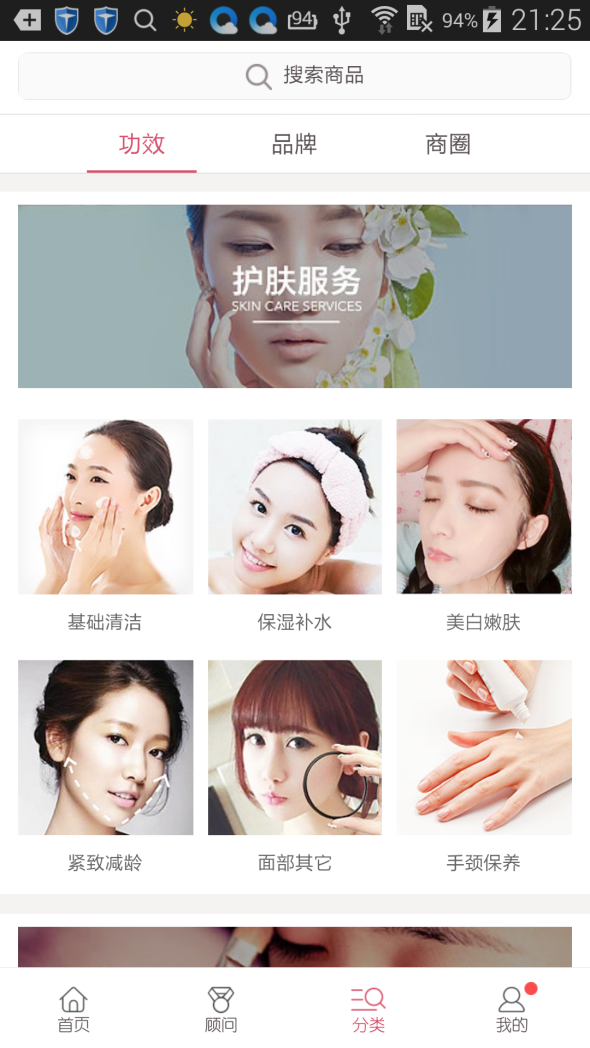 94
94%
21:25
搜索商品
功效
品牌
商圈
护肤服务
SKIN CARE SERVICES
基础清洁
保湿补水
美白嫩肤
紧致减龄
面部其它
手颈保养
首页
顾问
分类
我的